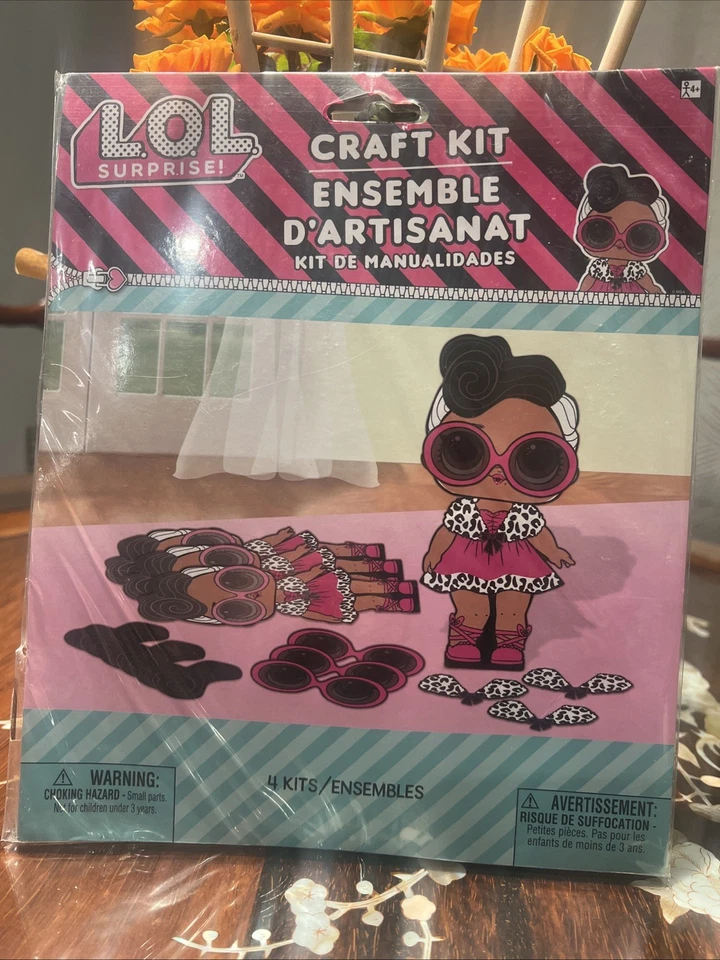 L.O.L.
SURPRISE!™
4+
CRAFT KIT
ENSEMBLE
D'ARTISANAT
KIT DE MANUALIDADES
© MGA
4 KITS/ENSEMBLES
⚠ WARNING:
CHOKING HAZARD - Small parts.
Not for children under 3 years.
⚠ AVERTISSEMENT:
RISQUE DE SUFFOCATION -
Petites pièces. Pas pour les
enfants de moins de 3 ans.